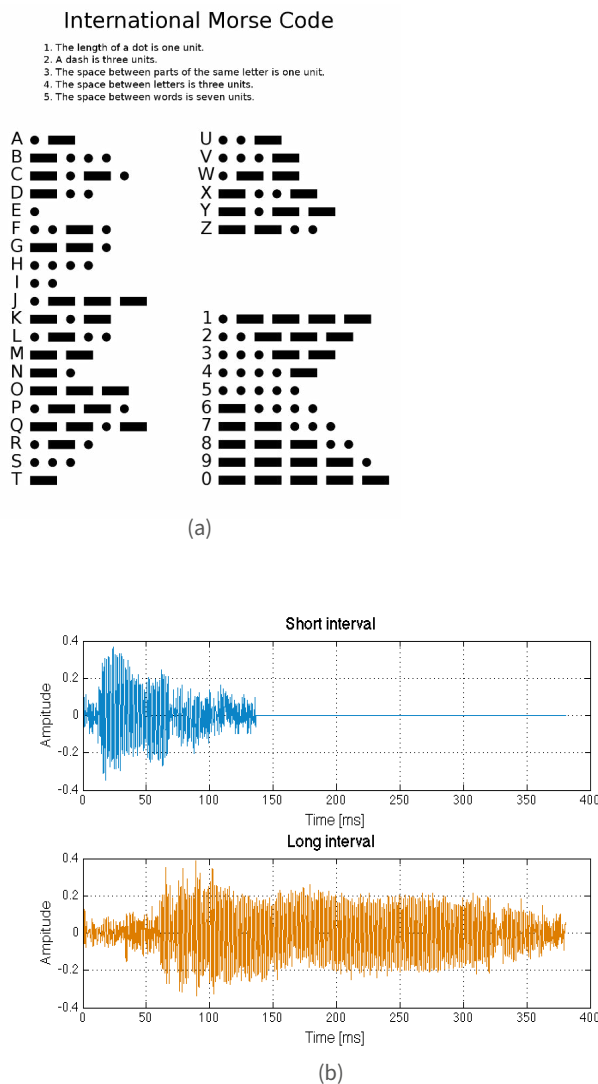 International Morse Code
1. The length of a dot is one unit.
2. A dash is three units.
3. The space between parts of the same letter is one unit.
4. The space between letters is three units.
5. The space between words is seven units.
A
B
C
D
E
F
G
H
I
J
K
L
M
N
O
P
Q
R
S
T
U
V
W
X
Y
Z
1
2
3
4
5
6
7
8
9
0
(a)
Short interval
0.4
0.2
0
-0.2
-0.4
Ampitude
0 50 100 150 200 250 300 350 400
Time [ms]
Long interval
0.4
0.2
0
-0.2
-0.4
Amplitude
0 50 100 150 200 250 300 350 400
Time [ms]
(b)